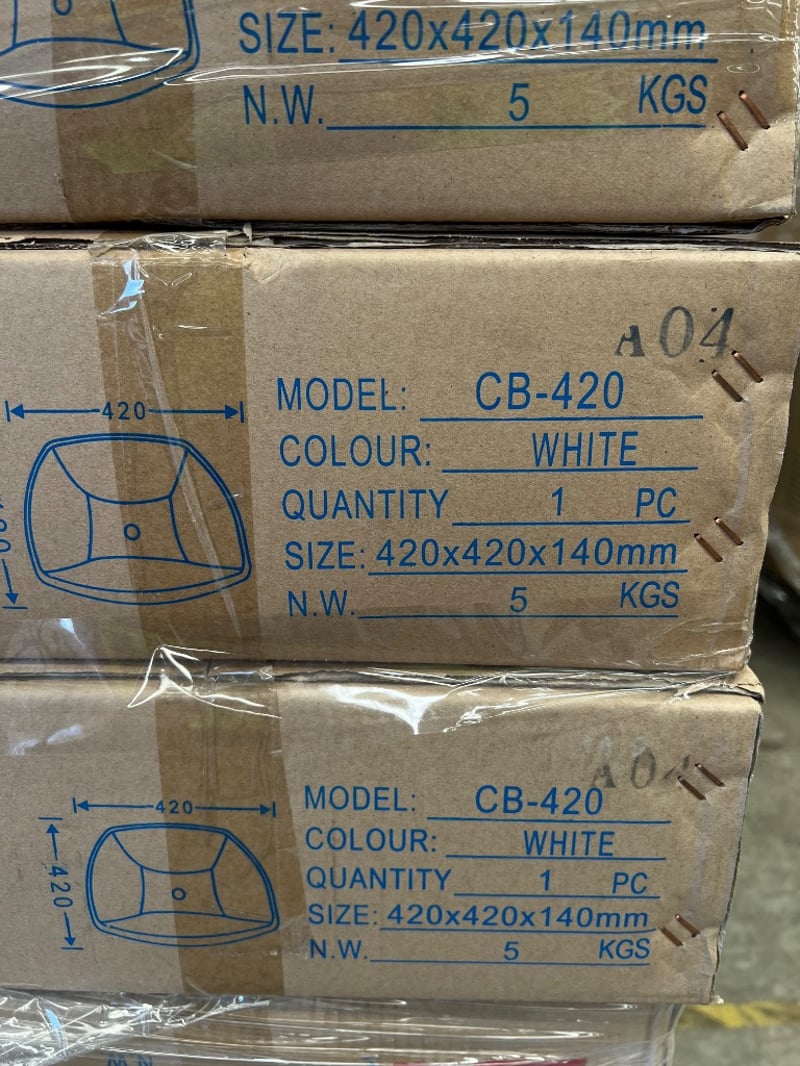 SIZE: 420x420x140mm
N.W. 5 KGS
A04
420
MODEL: CB-420
COLOUR: WHITE
QUANTITY 1 PC
SIZE: 420x420x140mm
N.W. 5 KGS
A04
420
420
MODEL: CB-420
COLOUR: WHITE
QUANTITY 1 PC
SIZE: 420x420x140mm
N.W. 5 KGS